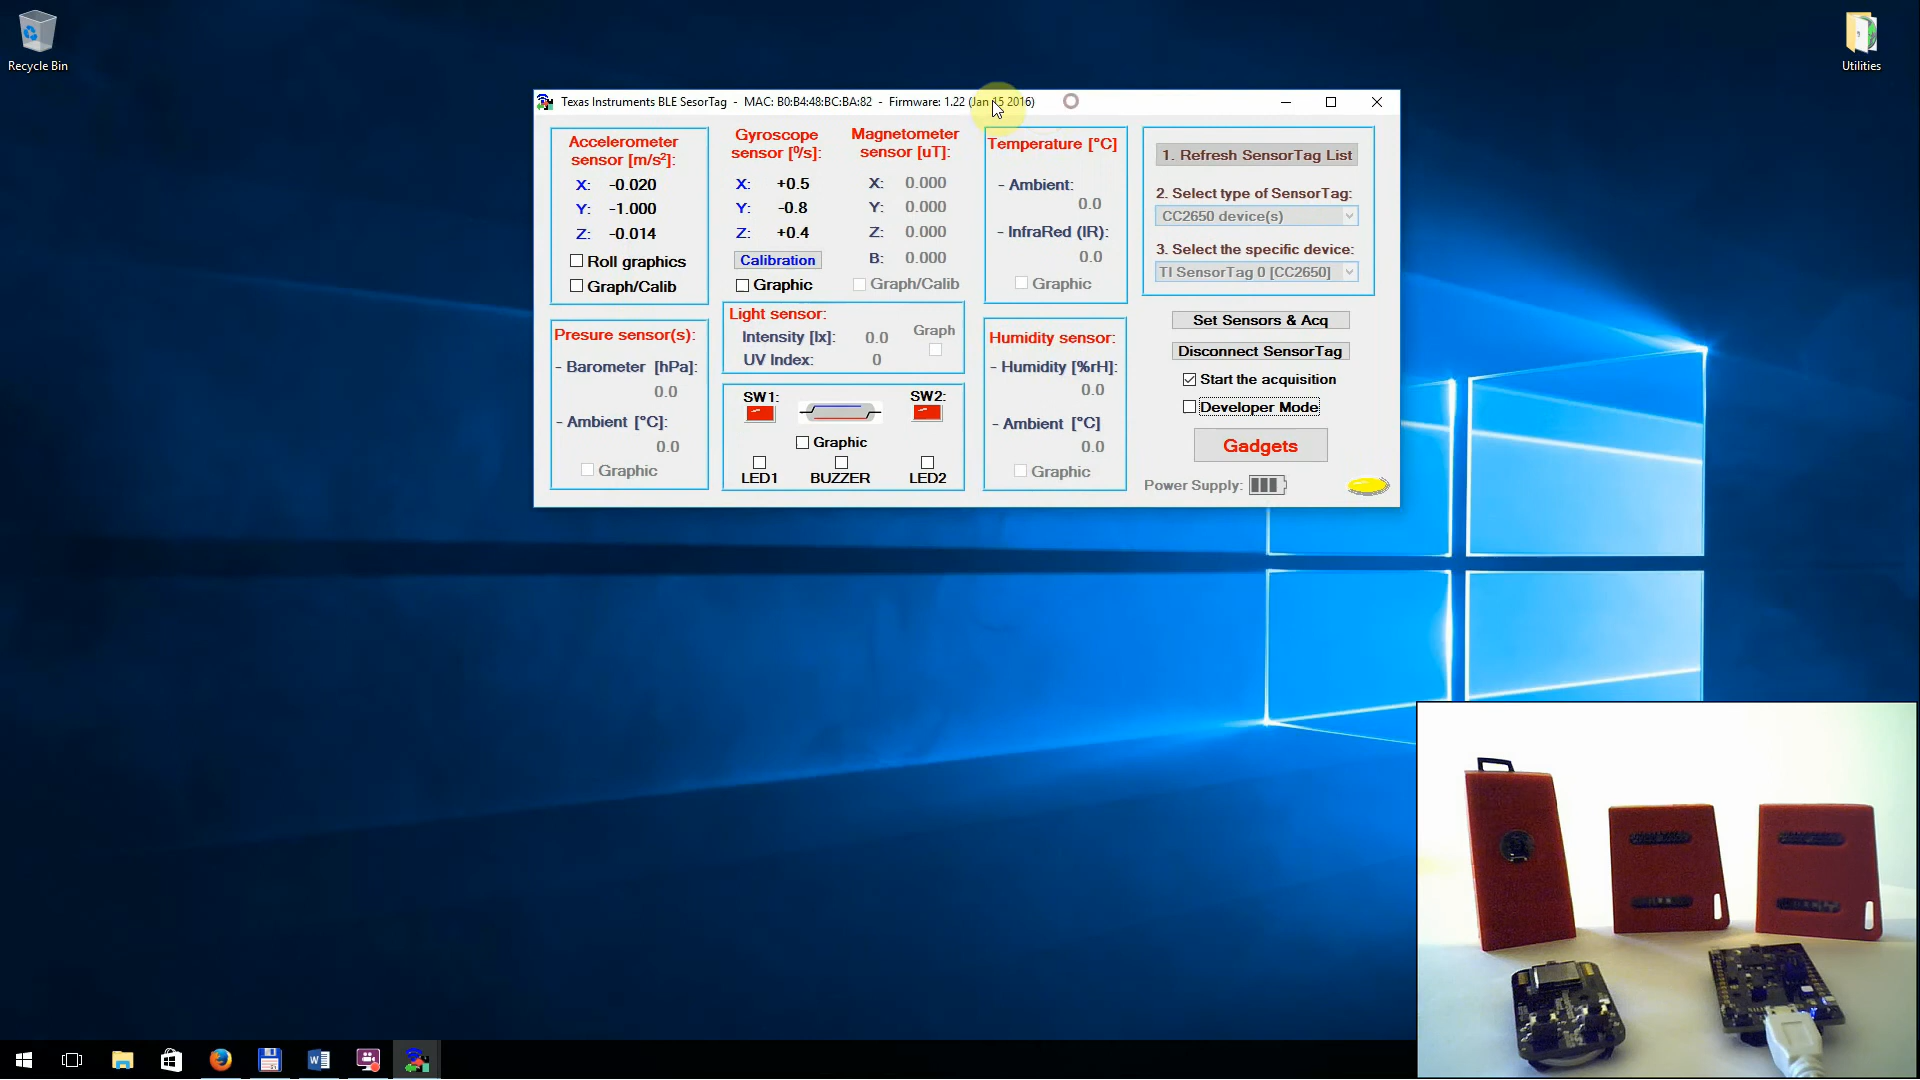 Recycle Bin
Utilities
Texas Instruments BLE SesorTag - MAC: B0:B4:48:BC:BA:82 - Firmware: 1.22 (Jan 15 2016)
Accelerometer
sensor [m/s²]:
X: -0.020
Y: -1.000
Z: -0.014
Roll graphics
Graph/Calib
Gyroscope
sensor [⁰/s]:
X: +0.5
Y: -0.8
Z: +0.4
Calibration
Graphic
Magnetometer
sensor [uT]:
X: 0.000
Y: 0.000
Z: 0.000
B: 0.000
Graph/Calib
Temperature [°C]
- Ambient:
0.0
- InfraRed (IR):
0.0
Graphic
1. Refresh SensorTag List
2. Select type of SensorTag:
CC2650 device(s)
3. Select the specific device:
TI SensorTag 0 [CC2650]
Presure sensor(s):
- Barometer [hPa]:
0.0
- Ambient [°C]:
0.0
Graphic
Light sensor:
Intensity [lx]: 0.0
UV Index: 0
Graph
SW1:
SW2:
Graphic
LED1
BUZZER
LED2
Humidity sensor:
- Humidity [%rH]:
0.0
- Ambient [°C]
0.0
Graphic
Set Sensors & Acq
Disconnect SensorTag
Start the acquisition
Developer Mode
Gadgets
Power Supply: